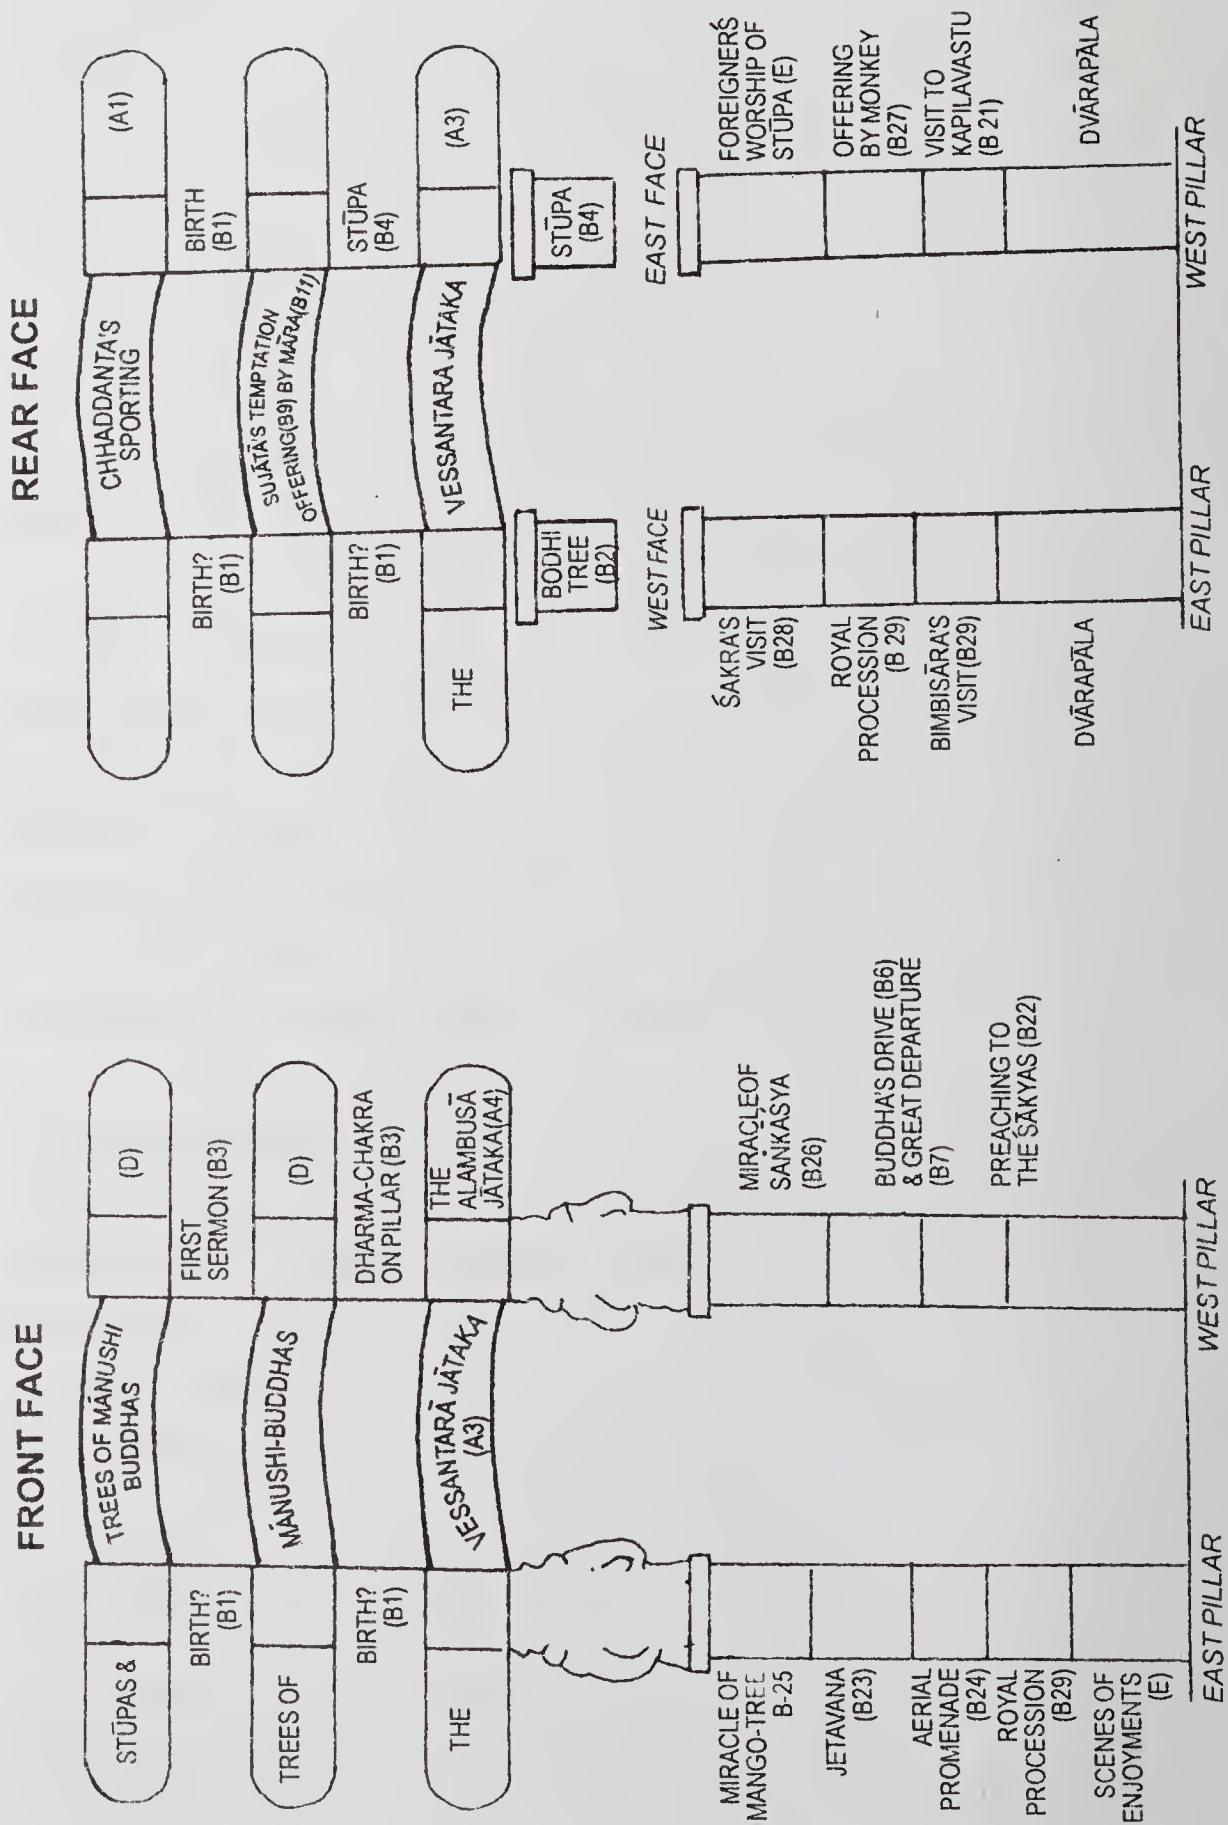 FRONT FACE
STŪPAS &
TREES OF MĀNUSHI
BUDDHAS
(D)
BIRTH?
(B1)
FIRST
SERMON (B3)
TREES OF
MĀNUSHI-BUDDHAS
(D)
BIRTH?
(B1)
DHARMA-CHAKRA
ON PILLAR (B3)
THE
VESSANTARĀ JĀTAKA
(A3)
THE
ALAMBUSĀ
JĀTAKA(A4)
MIRACLE OF
MANGO-TREE
B-25
JETAVANA
(B23)
AERIAL
PROMENADE
(B24)
ROYAL
PROCESSION
(B29)
SCENES OF
ENJOYMENTS
(E)
EAST PILLAR
MIRACLE OF
SAṄKASYA
(B26)
BUDDHA'S DRIVE (B6)
& GREAT DEPARTURE
(B7)
PREACHING TO
THE ŚĀKYAS (B22)
WEST PILLAR
REAR FACE
CHHADDANTA'S
SPORTING
(A1)
BIRTH?
(B1)
BIRTH
(B1)
SUJĀTĀ'S TEMPTATION
OFFERING(B9) BY MĀRA(B11)
BIRTH?
(B1)
STŪPA
(B4)
THE
VESSANTARA JĀTAKA
(A3)
BODHI
TREE
(B2)
STŪPA
(B4)
WEST FACE
ŚAKRA'S
VISIT
(B28)
ROYAL
PROCESSION
(B 29)
BIMBISĀRA'S
VISIT(B29)
DVĀRAPĀLA
EAST PILLAR
EAST FACE
FOREIGNERŚ
WORSHIP OF
STŪPA (E)
OFFERING
BY MONKEY
(B27)
VISIT TO
KAPILAVASTU
(B 21)
DVĀRAPĀLA
WEST PILLAR